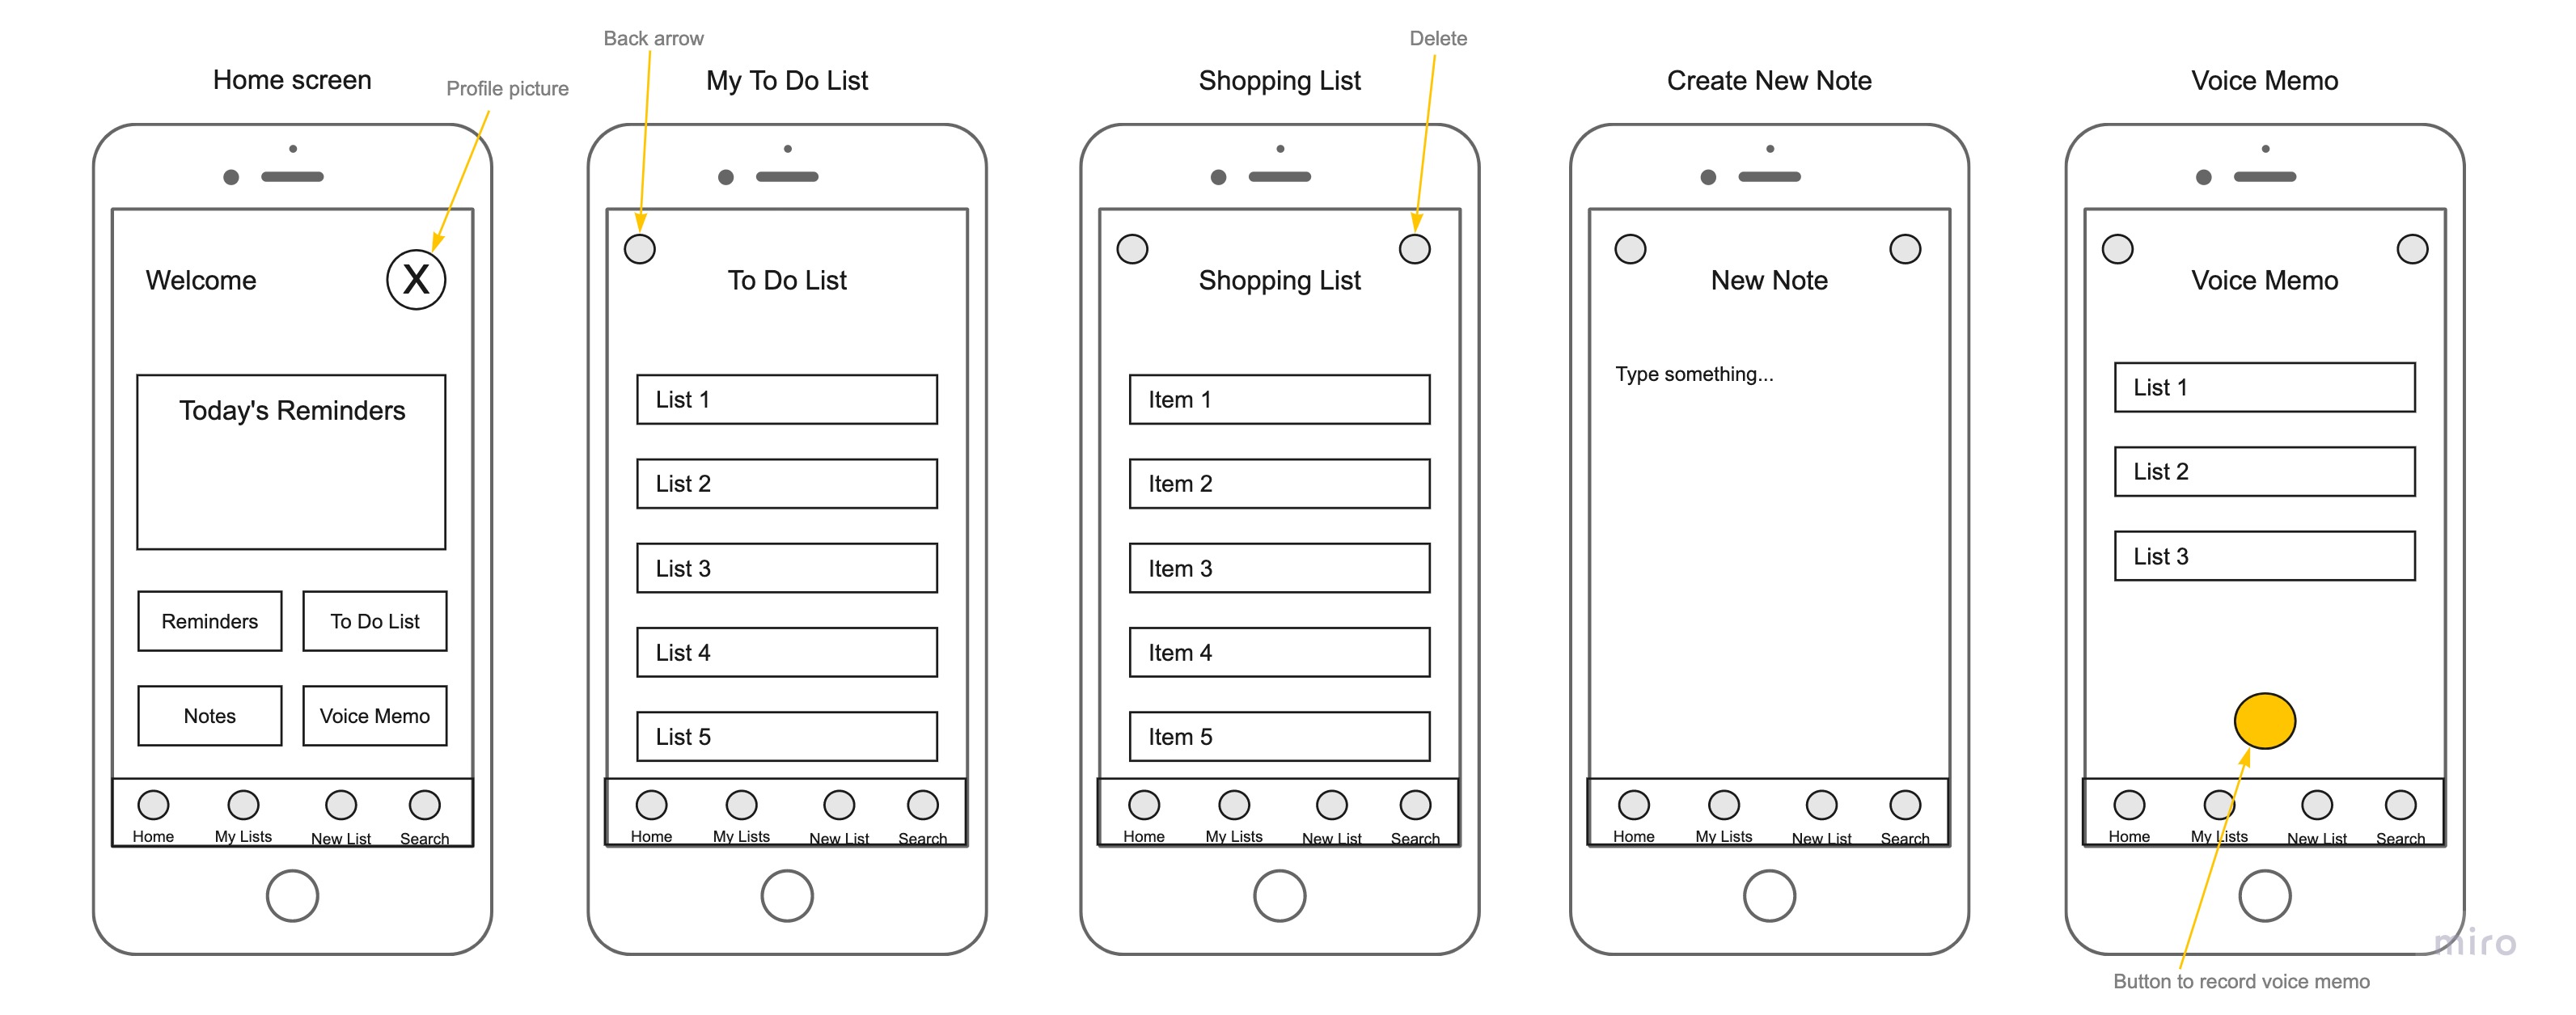 Back arrow
Delete
Home screen
Profile picture
My To Do List
Shopping List
Create New Note
Voice Memo
Welcome
X
Today's Reminders
Reminders
To Do List
Notes
Voice Memo
Home
My Lists
New List
Search
To Do List
List 1
List 2
List 3
List 4
List 5
Home
My Lists
New List
Search
Shopping List
Item 1
Item 2
Item 3
Item 4
Item 5
Home
My Lists
New List
Search
New Note
Type something...
Home
My Lists
New List
Search
Voice Memo
List 1
List 2
List 3
Home
My Lists
New List
Search
miro
Button to record voice memo